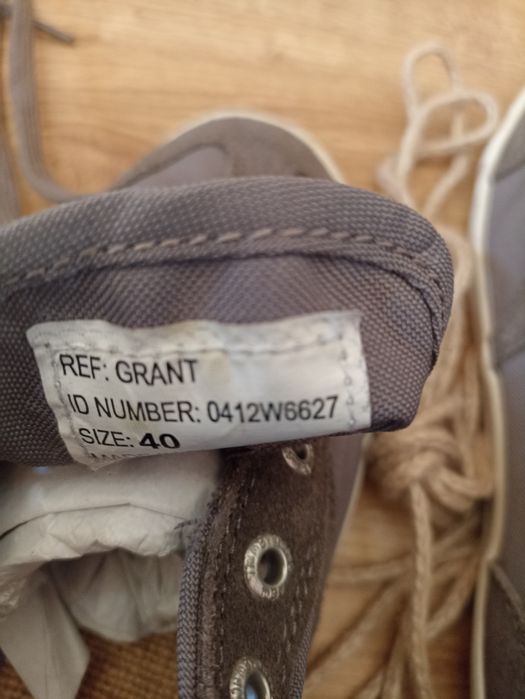 REF: GRANT
ID NUMBER: 0412W6627
SIZE: 40